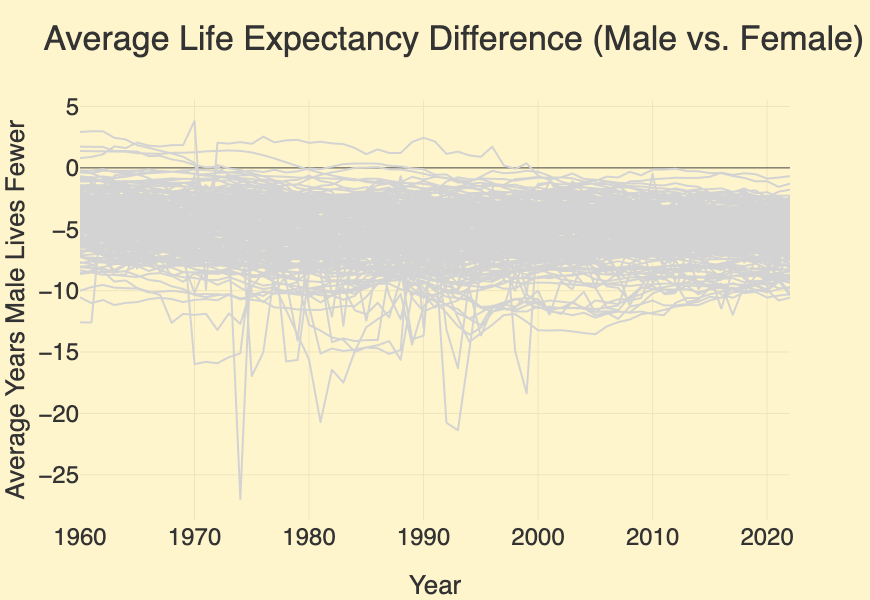 Average Life Expectancy Difference (Male vs. Female)
Average Years Male Lives Fewer
5
0
−5
−10
−15
−20
−25
1960 1970 1980 1990 2000 2010 2020
Year